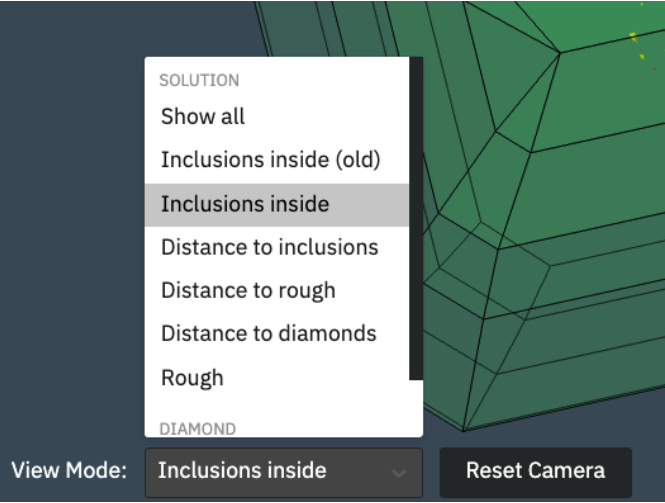 SOLUTION
Show all
Inclusions inside (old)
Inclusions inside
Distance to inclusions
Distance to rough
Distance to diamonds
Rough
DIAMOND
View Mode: Inclusions inside Reset Camera